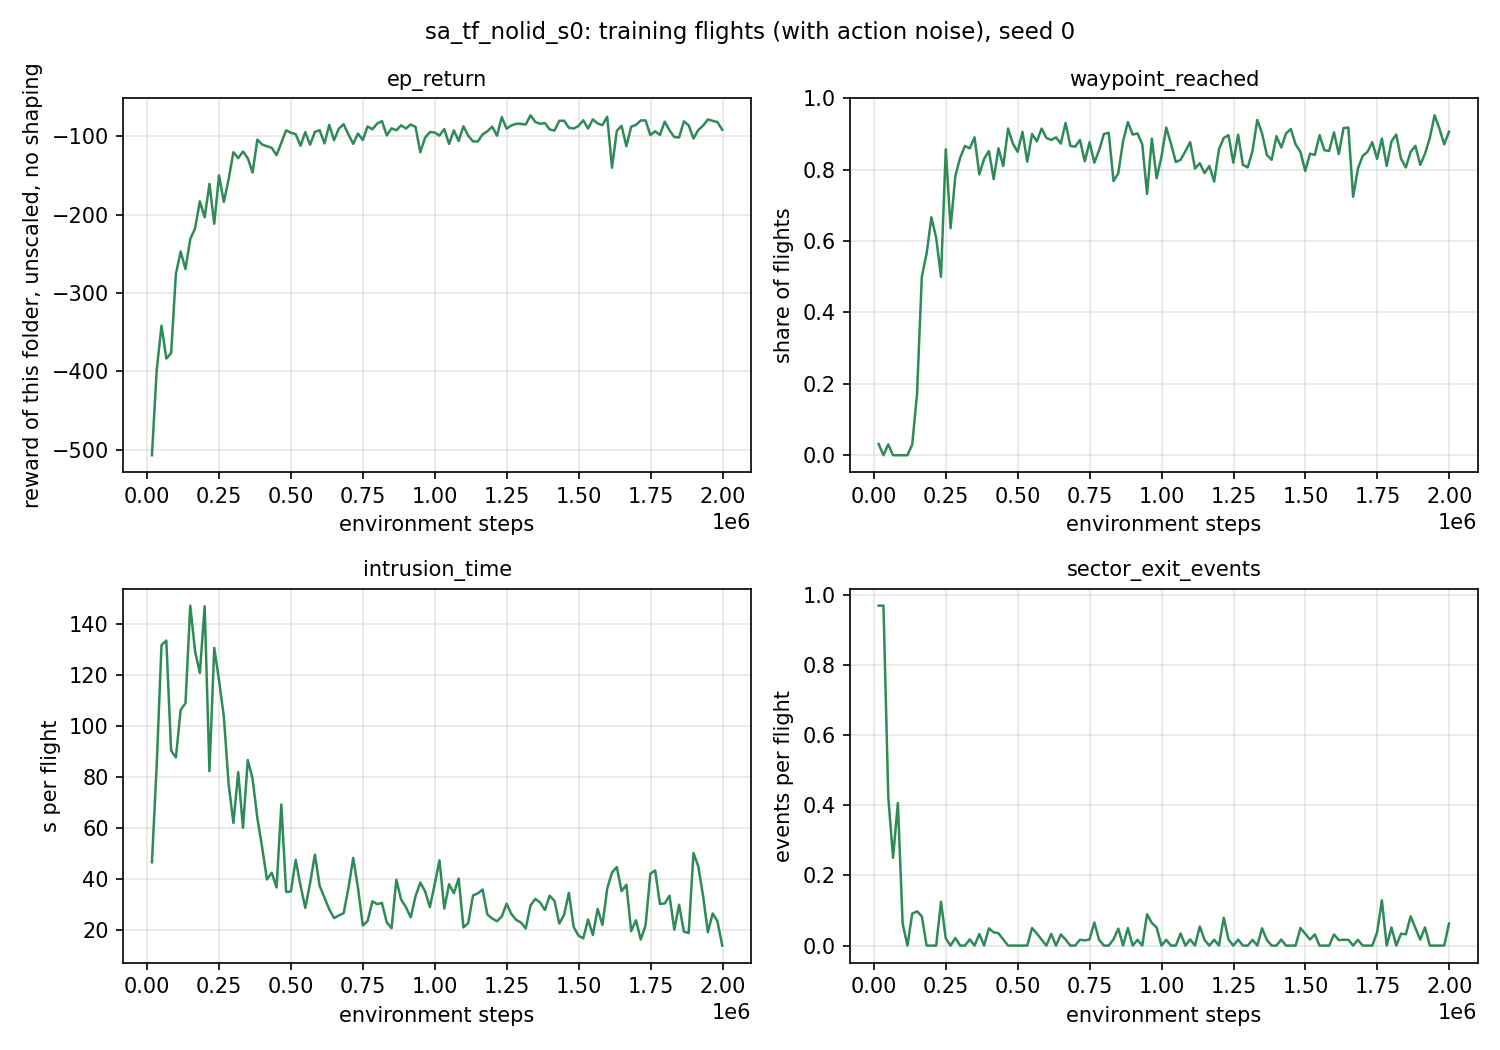 sa_tf_nolid_s0: training flights (with action noise), seed 0
ep_return
reward of this folder, unscaled, no shaping
−100
−200
−300
−400
−500
0.00 0.25 0.50 0.75 1.00 1.25 1.50 1.75 2.00
environment steps
1e6
waypoint_reached
share of flights
1.0
0.8
0.6
0.4
0.2
0.0
0.00 0.25 0.50 0.75 1.00 1.25 1.50 1.75 2.00
environment steps
1e6
intrusion_time
s per flight
140
120
100
80
60
40
20
0.00 0.25 0.50 0.75 1.00 1.25 1.50 1.75 2.00
environment steps
1e6
sector_exit_events
events per flight
1.0
0.8
0.6
0.4
0.2
0.0
0.00 0.25 0.50 0.75 1.00 1.25 1.50 1.75 2.00
environment steps
1e6